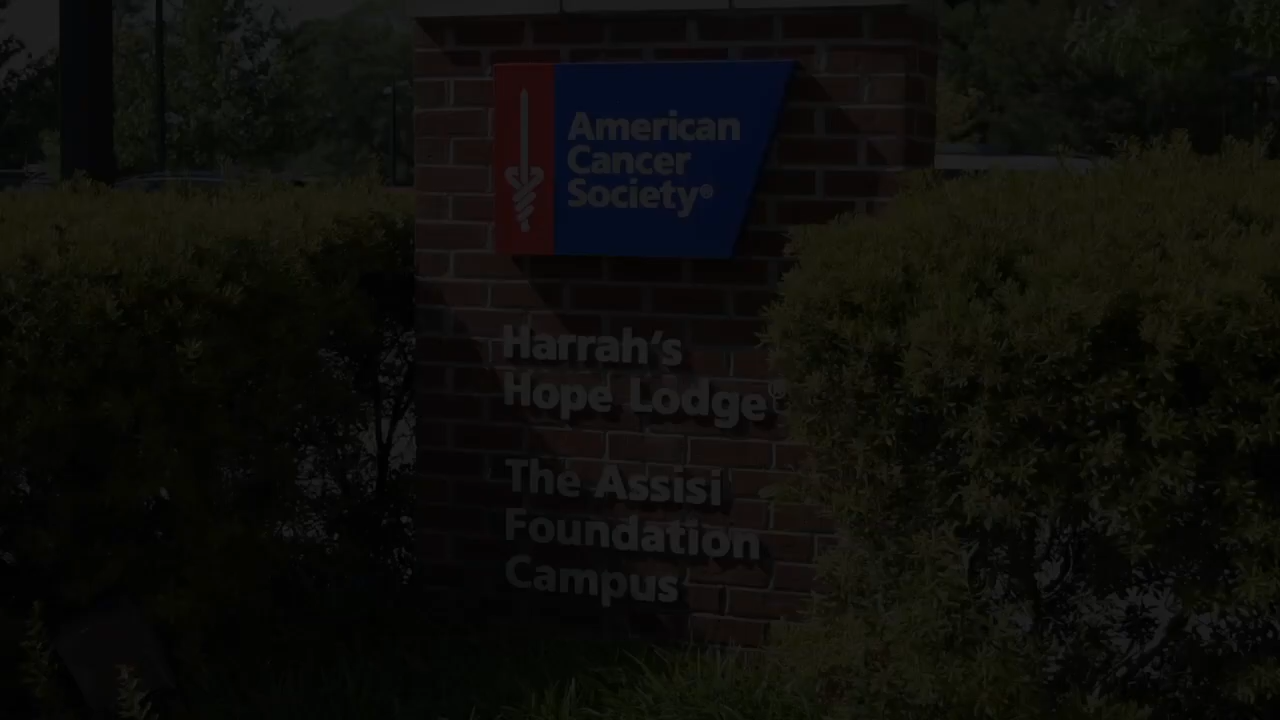 American
Cancer
Society®
Harrah's
Hope Lodge®
The Assisi
Foundation
Campus